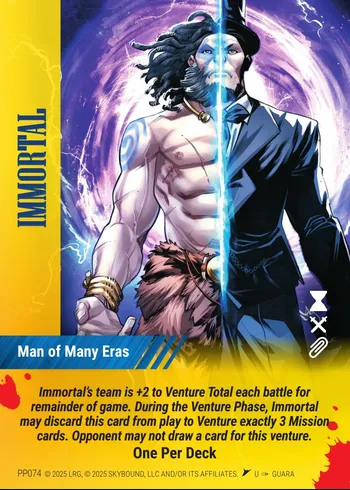 IMMORTAL
Man of Many Eras
Immortal's team is +2 to Venture Total each battle for
remainder of game. During the Venture Phase, Immortal
may discard this card from play to Venture exactly 3 Mission
cards. Opponent may not draw a card for this venture.
One Per Deck
PP074 © 2025 LRG, © 2025 SKYBOUND, LLC AND/OR ITS AFFILIATES. U GUARA